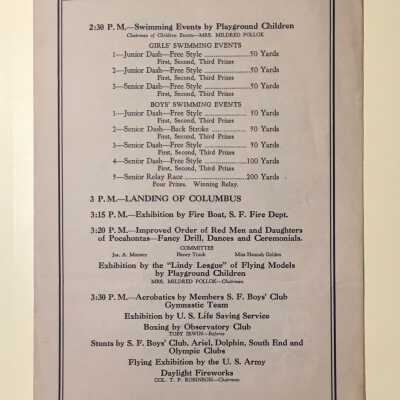 2:30 P. M.—Swimming Events by Playground Children
Chairman of Children Events—MRS. MILDRED POLLOK
GIRLS' SWIMMING EVENTS
1—Junior Dash—Free Style ........ 50 Yards
First, Second, Third Prizes
2—Junior Dash—Free Style ........ 50 Yards
First, Second, Third Prizes
3—Senior Dash—Free Style ........ 50 Yards
First, Second, Third Prizes
BOYS' SWIMMING EVENTS
1—Junior Dash—Free Style ........ 50 Yards
First, Second, Third Prizes
2—Senior Dash—Back Stroke ........ 50 Yards
First, Second, Third Prizes
3—Senior Dash—Free Style ........ 50 Yards
First, Second, Third Prizes
4—Senior Dash—Free Style ........ 100 Yards
First, Second, Third Prizes
5—Senior Relay Race ........ 200 Yards
Four Prizes. Winning Relay.
3 P. M.—LANDING OF COLUMBUS
3:15 P. M.—Exhibition by Fire Boat, S. F. Fire Dept.
3:20 P. M.—Improved Order of Red Men and Daughters
of Pocahontas—Fancy Drill, Dances and Ceremonials.
COMMITTEE
Jos. A. Henry Trask Miss Hannah Golden
Exhibition by the "Lindy League" of Flying Models
by Playground Children
MRS. MILDRED POLLOK—Chairman
3:30 P. M.—Acrobatics by Members S. F. Boys' Club
Gymnastic Team
Exhibition by U. S. Life Saving Service
Boxing by Observatory Club
TOBY IRWIN—Referee
Stunts by S. F. Boys' Club, Ariel, Dolphin, South End and
Olympic Clubs
Flying Exhibition by the U. S. Army
Daylight Fireworks
COL. T. P. ROBINSON—Chairman